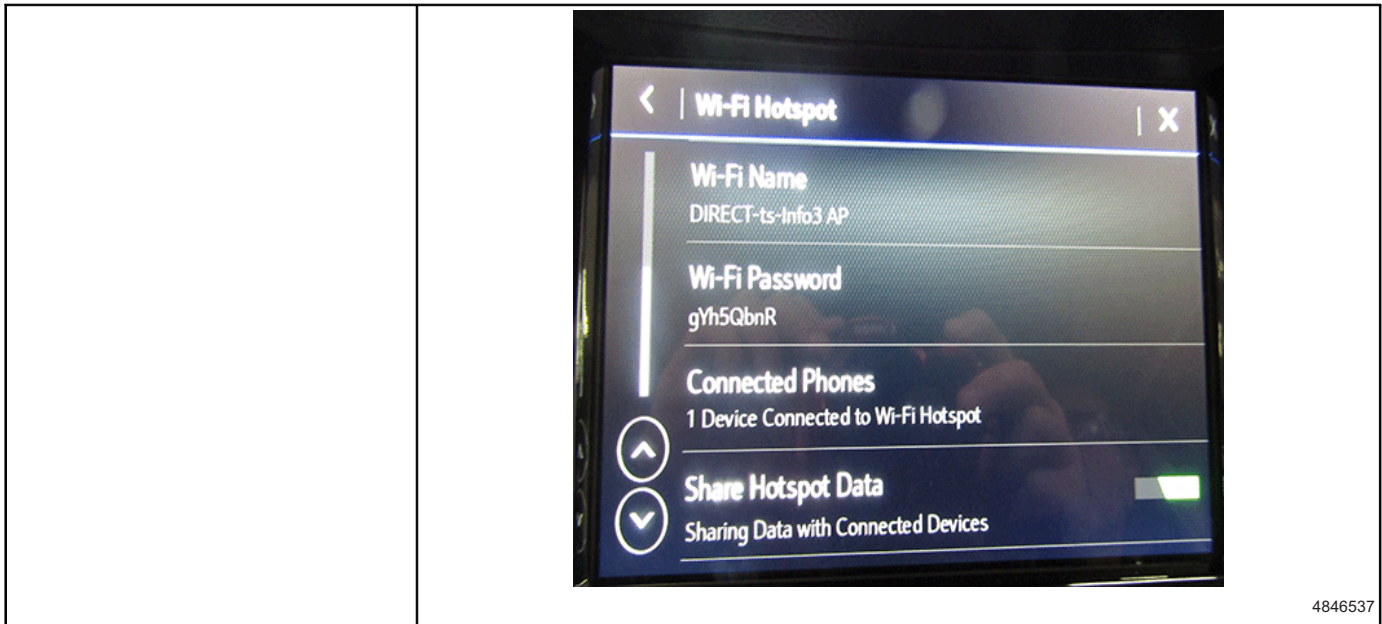 Wi-Fi Hotspot
X
Wi-Fi Name
DIRECT-ts-Info3 AP
Wi-Fi Password
gYh5QbnR
Connected Phones
1 Device Connected to Wi-Fi Hotspot
Share Hotspot Data
Sharing Data with Connected Devices
4846537